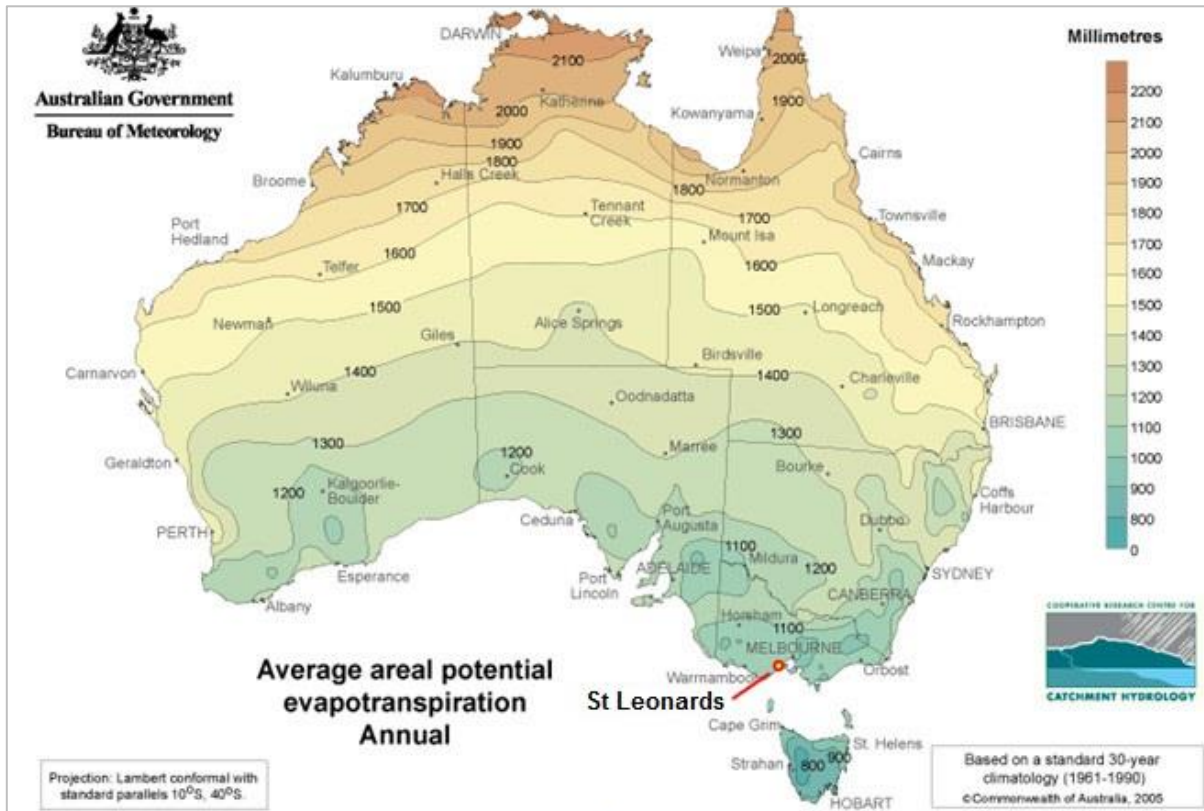 Australian Government
Bureau of Meteorology
Millimetres
2200
2100
2000
1900
1800
1700
1600
1500
1400
1300
1200
1100
1000
900
800
0
DARWIN
2100
Weipa
2000
Kalumburu
2000
Katherine
Kowanyama
1900
1900
Cairns
1800
Halls Creek
Normanton
Broome
1800
1700
Tennant
Creek
1700
Townsville
Port
Hedland
Mount Isa
1600
1600
Mackay
Telfer
1500
1500
Longreach
Newman
Alice Springs
Rockhampton
Giles
Birdsville
Carnarvon
1400
1400
Charleville
Wiluna
Oodnadatta
BRISBANE
1300
1300
Marree
Geraldton
1200
Cook
Bourke
1200
Kalgoorlie-
Boulder
Coffs
Harbour
PERTH
Ceduna
Port
Augusta
Dubbo
1100
Mildura
Esperance
Port
Lincoln
ADELAIDE
1200
SYDNEY
Albany
CANBERRA
Horsham
1100
MELBOURNE
Warrnambool
Orbost
St Leonards
Average areal potential
evapotranspiration
Annual
Cape Grim
St. Helens
900
Strahan
800
HOBART
COOPERATIVE RESEARCH CENTRE FOR
CATCHMENT HYDROLOGY
Projection: Lambert conformal with
standard parallels 10°S, 40°S.
Based on a standard 30-year
climatology (1961-1990)
©Commonwealth of Australia, 2005